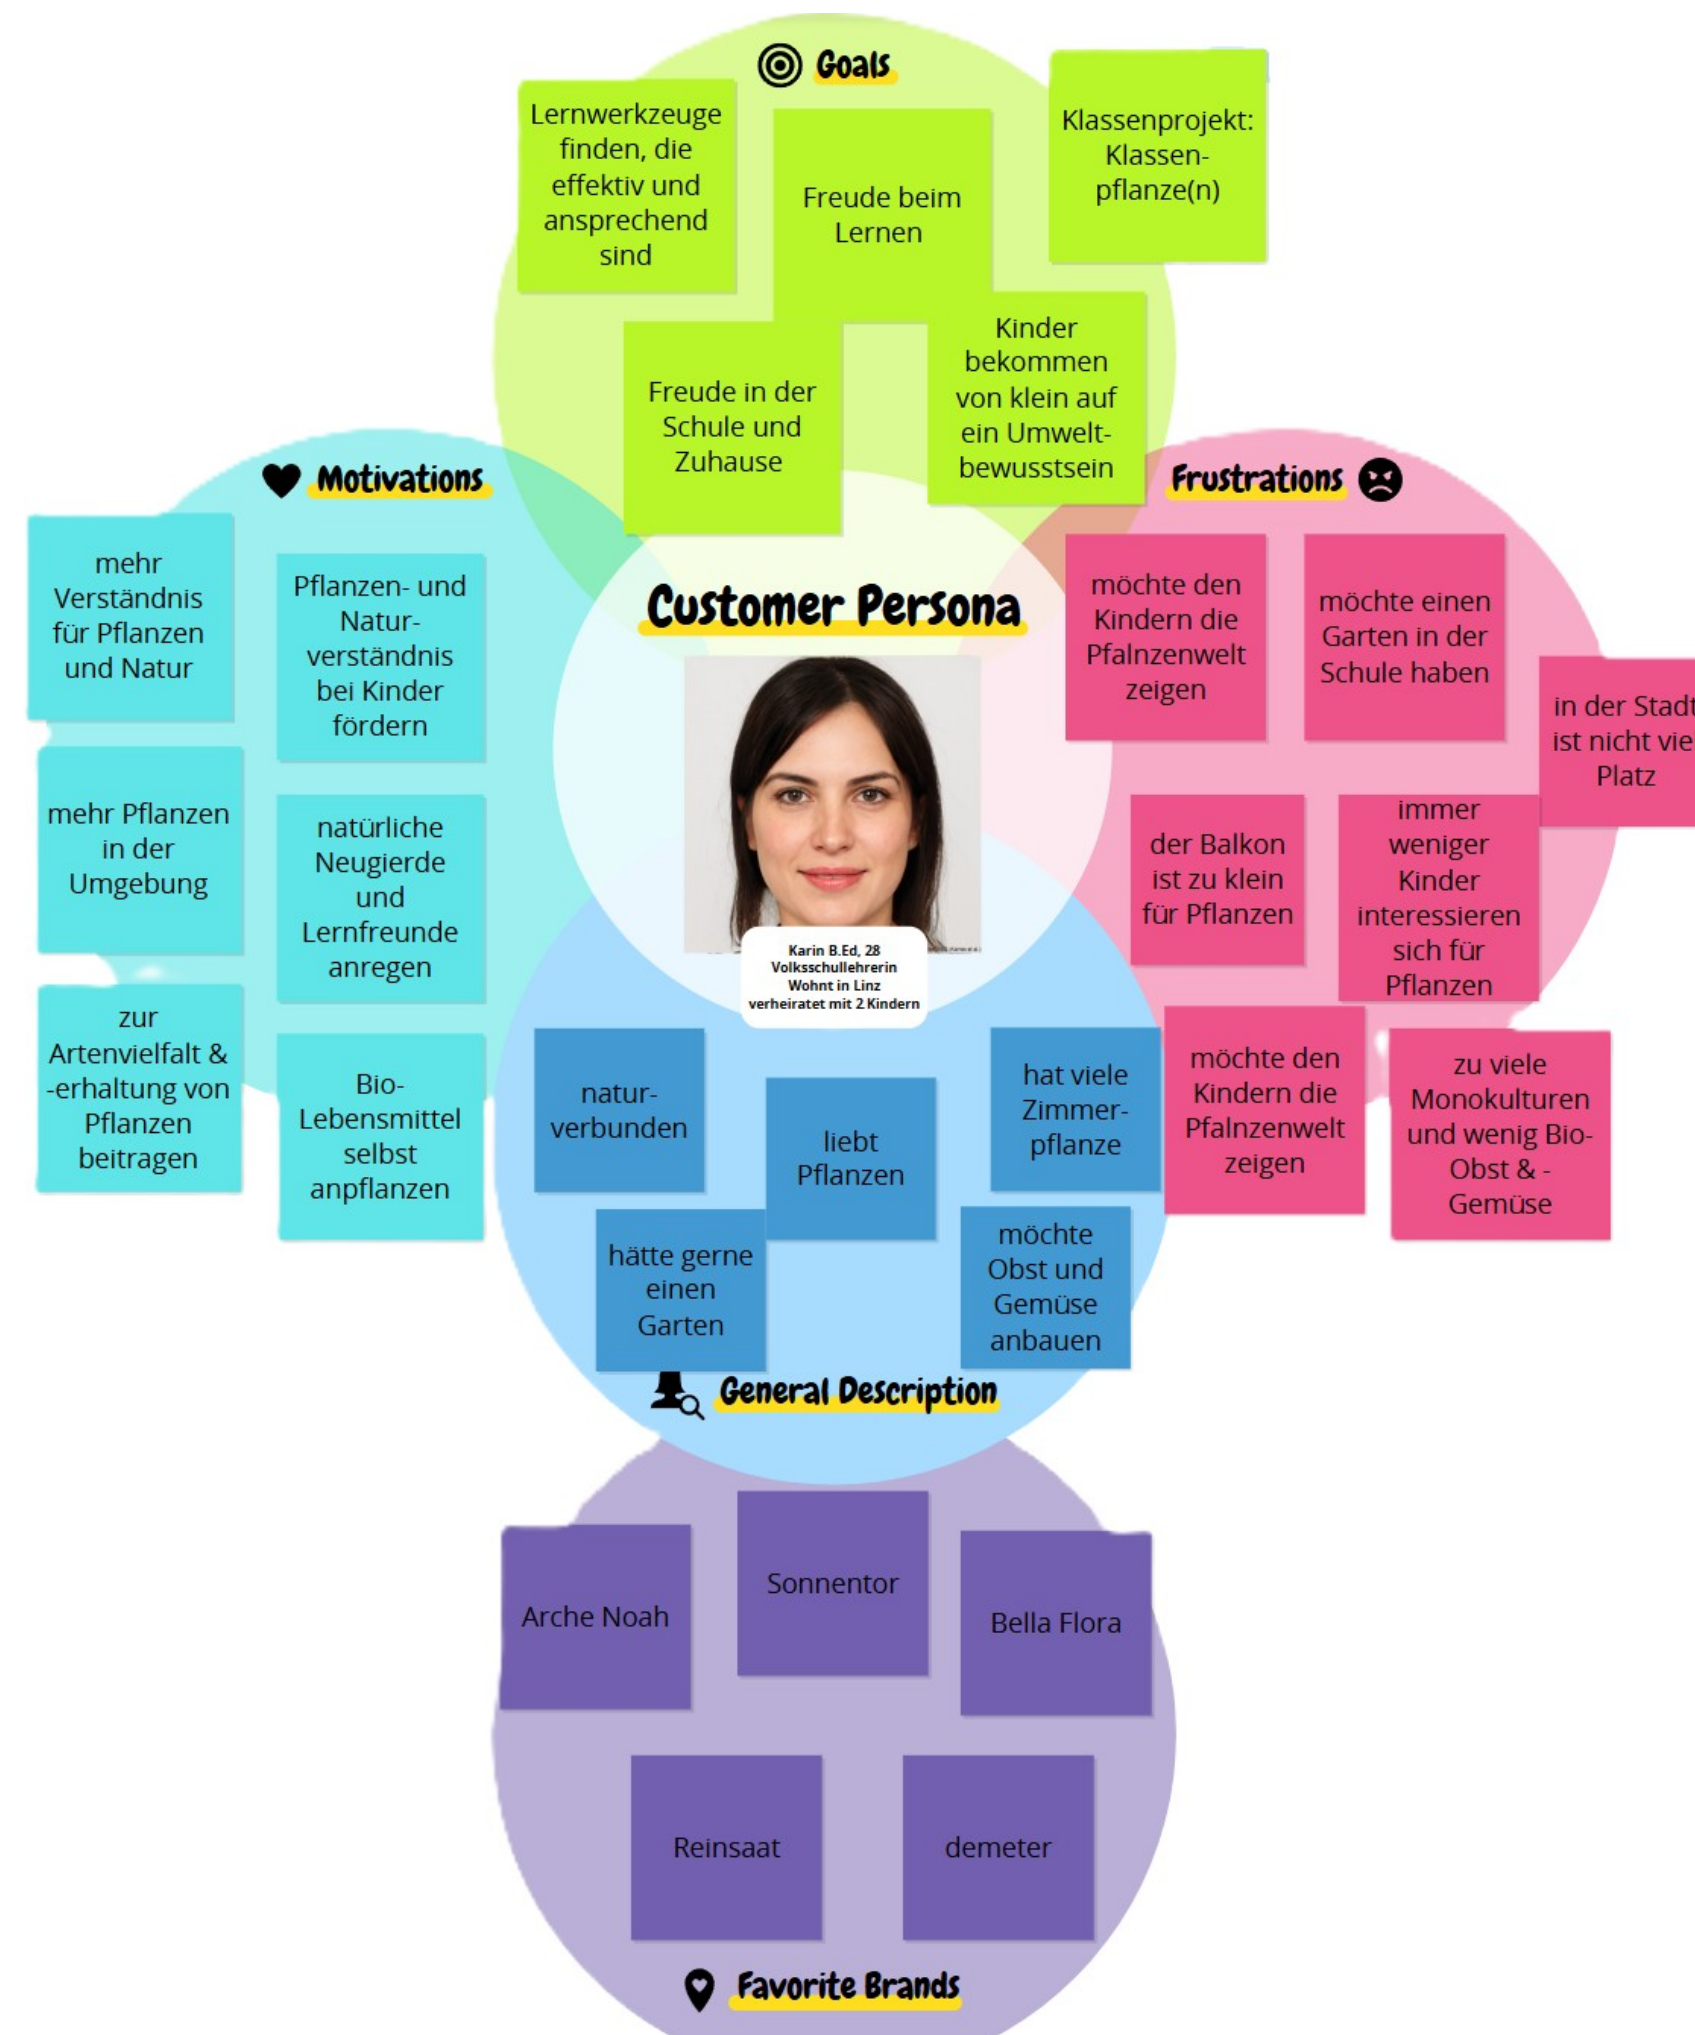 Goals
Lernwerkzeuge
finden, die
effektiv und
ansprechend
sind
Freude beim
Lernen
Klassenprojekt:
Klassen-
pflanze(n)
Freude in der
Schule und
Zuhause
Kinder
bekommen
von klein auf
ein Umwelt-
bewusstsein
Motivations
mehr
Verständnis
für Pflanzen
und Natur
Pflanzen- und
Natur-
verständnis
bei Kinder
fördern
mehr Pflanzen
in der
Umgebung
natürliche
Neugierde
und
Lernfreunde
anregen
zur
Artenvielfalt &
-erhaltung von
Pflanzen
beitragen
Bio-
Lebensmittel
selbst
anpflanzen
Customer Persona
Karin B.Ed, 28
Volksschullehrerin
Wohnt in Linz
verheiratet mit 2 Kindern
Frustrations
möchte den
Kindern die
Pfalnzenwelt
zeigen
möchte einen
Garten in der
Schule haben
in der Stadt
ist nicht vie
Platz
der Balkon
ist zu klein
für Pflanzen
immer
weniger
Kinder
interessieren
sich für
Pflanzen
möchte den
Kindern die
Pfalnzenwelt
zeigen
zu viele
Monokulturen
und wenig Bio-
Obst & -
Gemüse
natur-
verbunden
liebt
Pflanzen
hat viele
Zimmer-
pflanze
hätte gerne
einen
Garten
möchte
Obst und
Gemüse
anbauen
General Description
Arche Noah
Sonnentor
Bella Flora
Reinsaat
demeter
Favorite Brands